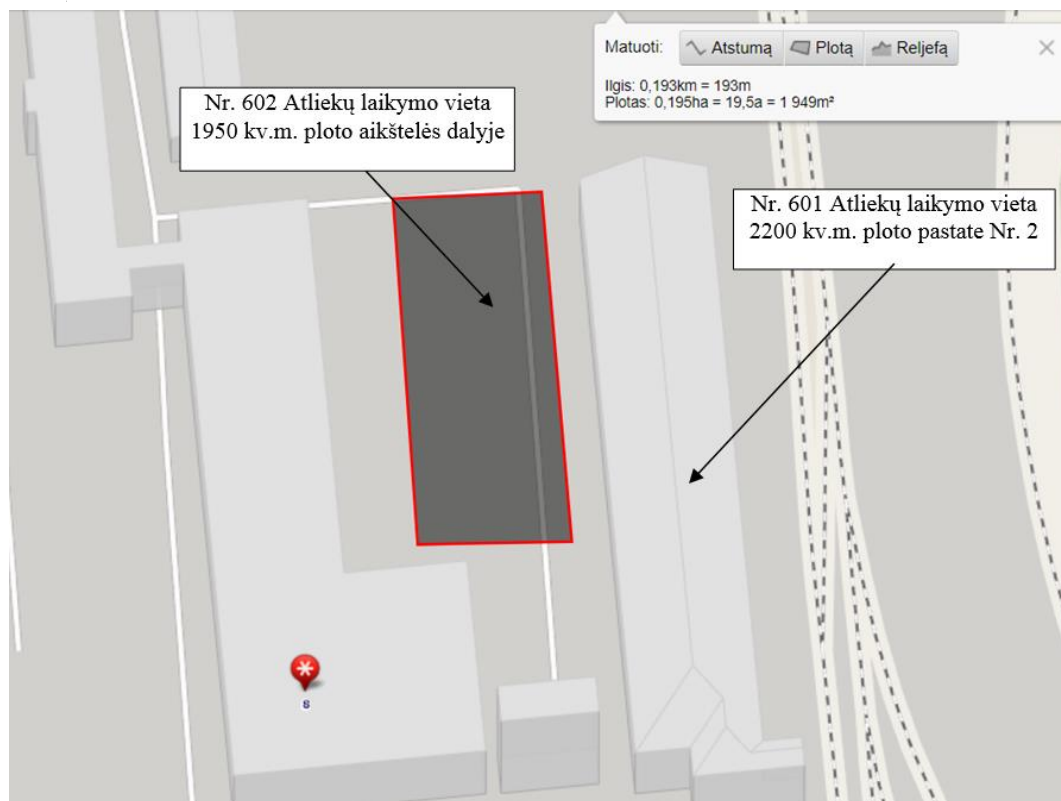 Matuoti: Atstumą Plotą Reljefą
Ilgis: 0,193km = 193m
Plotas: 0,195ha = 19,5a = 1 949m²
Nr. 602 Atliekų laikymo vieta
1950 kv.m. ploto aikštelės dalyje
Nr. 601 Atliekų laikymo vieta
2200 kv.m. ploto pastate Nr. 2